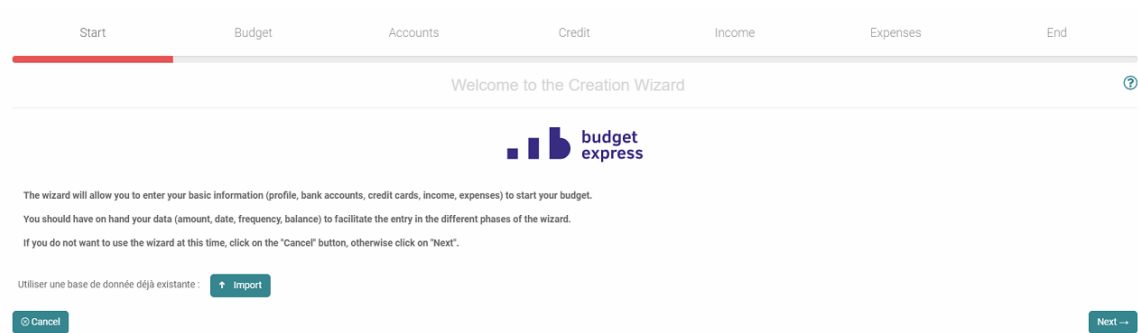 Start Budget Accounts Credit Income Expenses End
Welcome to the Creation Wizard
budget
express
The wizard will allow you to enter your basic information (profile, bank accounts, credit cards, income, expenses) to start your budget.
You should have on hand your data (amount, date, frequency, balance) to facilitate the entry in the different phases of the wizard.
If you do not want to use the wizard at this time, click on the "Cancel" button, otherwise click on "Next".
Utiliser une base de donnée déjà existante : Import
Cancel Next →